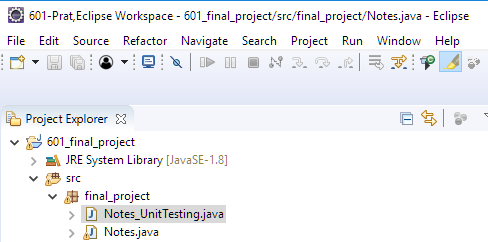 601-Prat,Eclipse Workspace - 601_final_project/src/final_project/Notes.java - Eclipse
File Edit Source Refactor Navigate Search Project Run Window Help
Project Explorer
601_final_project
JRE System Library [JavaSE-1.8]
src
final_project
Notes_UnitTesting.java
Notes.java